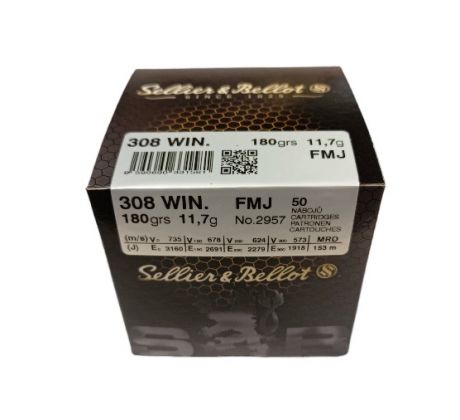 Sellier & Bellot S
SINCE 1825
308 WIN. 180grs 11,7g
FMJ
308 WIN. FMJ 50
180grs 11,7g No.2957 NÁBOJŮ
CARTRIDGES
PATRONEN
CARTOUCHES
(m/s) V0 735 V100 678 V200 624 V300 573 MRD
(J) E0 3160 E100 2691 E200 2279 E300 1918 153 m
Sellier & Bellot S
S&B